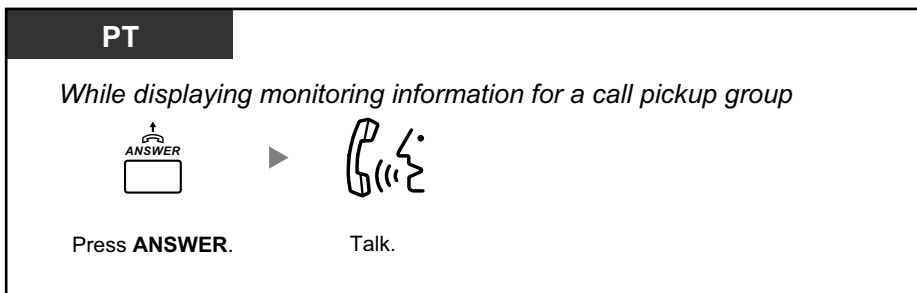 PT
While displaying monitoring information for a call pickup group
ANSWER
Press ANSWER.
Talk.